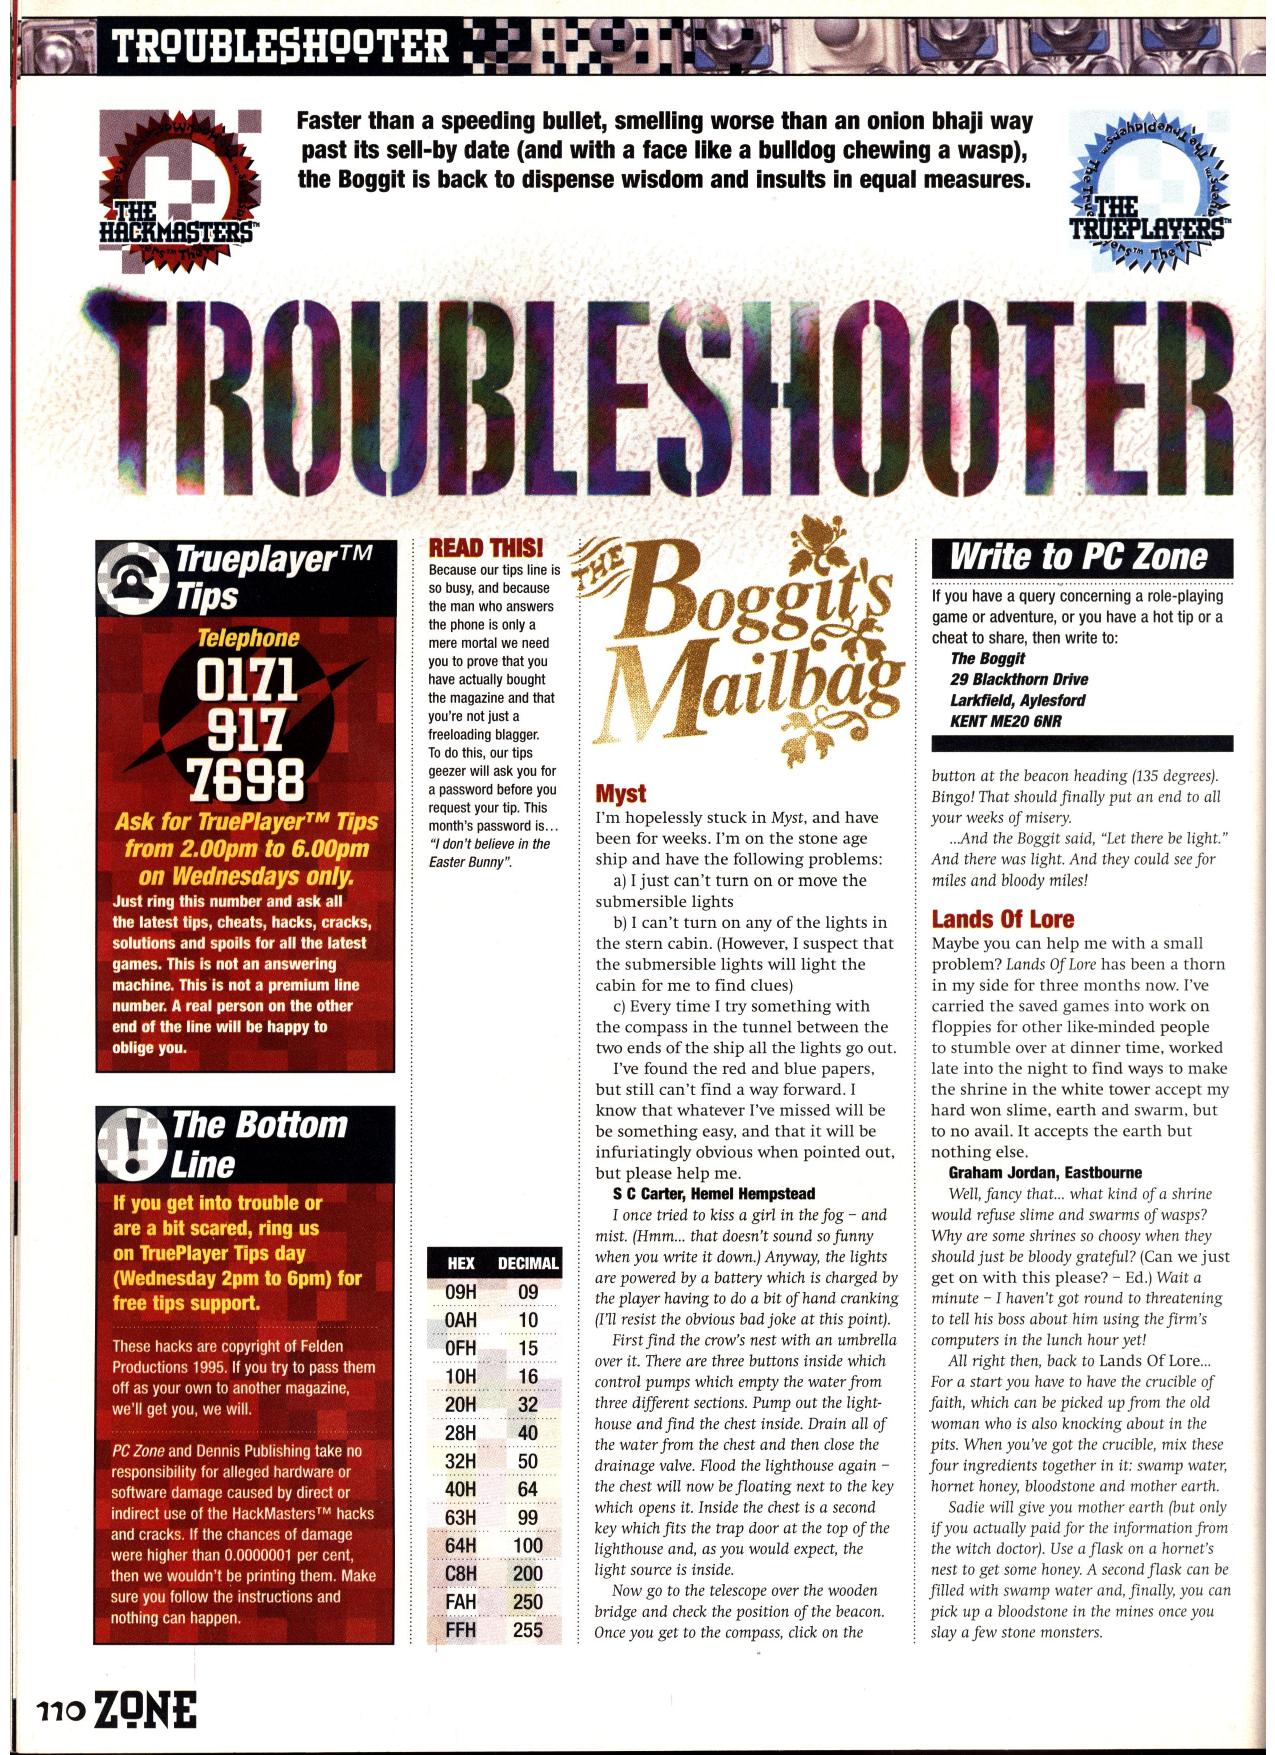 TROUBLESHOOTER
THE
HACKMASTERS™
Faster than a speeding bullet, smelling worse than an onion bhaji way
past its sell-by date (and with a face like a bulldog chewing a wasp),
the Boggit is back to dispense wisdom and insults in equal measures.
THE
TRUEPLAYERS™
TROUBLESHOOTER
Trueplayer™
Tips
Telephone
0171
917
7698
Ask for TruePlayer™ Tips
from 2.00pm to 6.00pm
on Wednesdays only.
Just ring this number and ask all
the latest tips, cheats, hacks, cracks,
solutions and spoils for all the latest
games. This is not an answering
machine. This is not a premium line
number. A real person on the other
end of the line will be happy to
oblige you.
The Bottom
Line
If you get into trouble or
are a bit scared, ring us
on TruePlayer Tips day
(Wednesday 2pm to 6pm) for
free tips support.
These hacks are copyright of Felden
Productions 1995. If you try to pass them
off as your own to another magazine,
we'll get you, we will.
PC Zone and Dennis Publishing take no
responsibility for alleged hardware or
software damage caused by direct or
indirect use of the HackMasters™ hacks
and cracks. If the chances of damage
were higher than 0.0000001 per cent,
then we wouldn't be printing them. Make
sure you follow the instructions and
nothing can happen.
READ THIS!
Because our tips line is
so busy, and because
the man who answers
the phone is only a
mere mortal we need
you to prove that you
have actually bought
the magazine and that
you're not just a
freeloading blagger.
To do this, our tips
geezer will ask you for
a password before you
request your tip. This
month's password is...
"I don't believe in the
Easter Bunny".
HEX DECIMAL
09H 09
0AH 10
0FH 15
10H 16
20H 32
28H 40
32H 50
40H 64
63H 99
64H 100
C8H 200
FAH 250
FFH 255
THE
Boggit's
Mailbag
Myst
I'm hopelessly stuck in Myst, and have
been for weeks. I'm on the stone age
ship and have the following problems:
a) I just can't turn on or move the
submersible lights
b) I can't turn on any of the lights in
the stern cabin. (However, I suspect that
the submersible lights will light the
cabin for me to find clues)
c) Every time I try something with
the compass in the tunnel between the
two ends of the ship all the lights go out.
I've found the red and blue papers,
but still can't find a way forward. I
know that whatever I've missed will be
be something easy, and that it will be
infuriatingly obvious when pointed out,
but please help me.
S C Carter, Hemel Hempstead
I once tried to kiss a girl in the fog – and
mist. (Hmm... that doesn't sound so funny
when you write it down.) Anyway, the lights
are powered by a battery which is charged by
the player having to do a bit of hand cranking
(I'll resist the obvious bad joke at this point).
First find the crow's nest with an umbrella
over it. There are three buttons inside which
control pumps which empty the water from
three different sections. Pump out the light-
house and find the chest inside. Drain all of
the water from the chest and then close the
drainage valve. Flood the lighthouse again –
the chest will now be floating next to the key
which opens it. Inside the chest is a second
key which fits the trap door at the top of the
lighthouse and, as you would expect, the
light source is inside.
Now go to the telescope over the wooden
bridge and check the position of the beacon.
Once you get to the compass, click on the
Write to PC Zone
If you have a query concerning a role-playing
game or adventure, or you have a hot tip or a
cheat to share, then write to:
The Boggit
29 Blackthorn Drive
Larkfield, Aylesford
KENT ME20 6NR
button at the beacon heading (135 degrees).
Bingo! That should finally put an end to all
your weeks of misery.
...And the Boggit said, "Let there be light."
And there was light. And they could see for
miles and bloody miles!
Lands Of Lore
Maybe you can help me with a small
problem? Lands Of Lore has been a thorn
in my side for three months now. I've
carried the saved games into work on
floppies for other like-minded people
to stumble over at dinner time, worked
late into the night to find ways to make
the shrine in the white tower accept my
hard won slime, earth and swarm, but
to no avail. It accepts the earth but
nothing else.
Graham Jordan, Eastbourne
Well, fancy that... what kind of a shrine
would refuse slime and swarms of wasps?
Why are some shrines so choosy when they
should just be bloody grateful? (Can we just
get on with this please? – Ed.) Wait a
minute – I haven't got round to threatening
to tell his boss about him using the firm's
computers in the lunch hour yet!
All right then, back to Lands Of Lore...
For a start you have to have the crucible of
faith, which can be picked up from the old
woman who is also knocking about in the
pits. When you've got the crucible, mix these
four ingredients together in it: swamp water,
hornet honey, bloodstone and mother earth.
Sadie will give you mother earth (but only
if you actually paid for the information from
the witch doctor). Use a flask on a hornet's
nest to get some honey. A second flask can be
filled with swamp water and, finally, you can
pick up a bloodstone in the mines once you
slay a few stone monsters.
110 ZONE